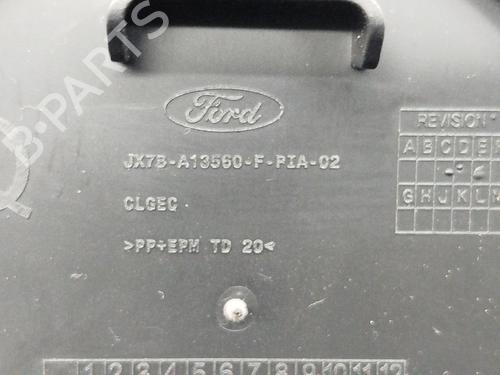 B-PARTS
Ford
JX7B-A13560-F-PIA-02
CLGEC
>PP+EPM TD 20<
REVISION
A B C D E
G H J K L M
1 2 3 4 5 6 7 8 9 10 11 12